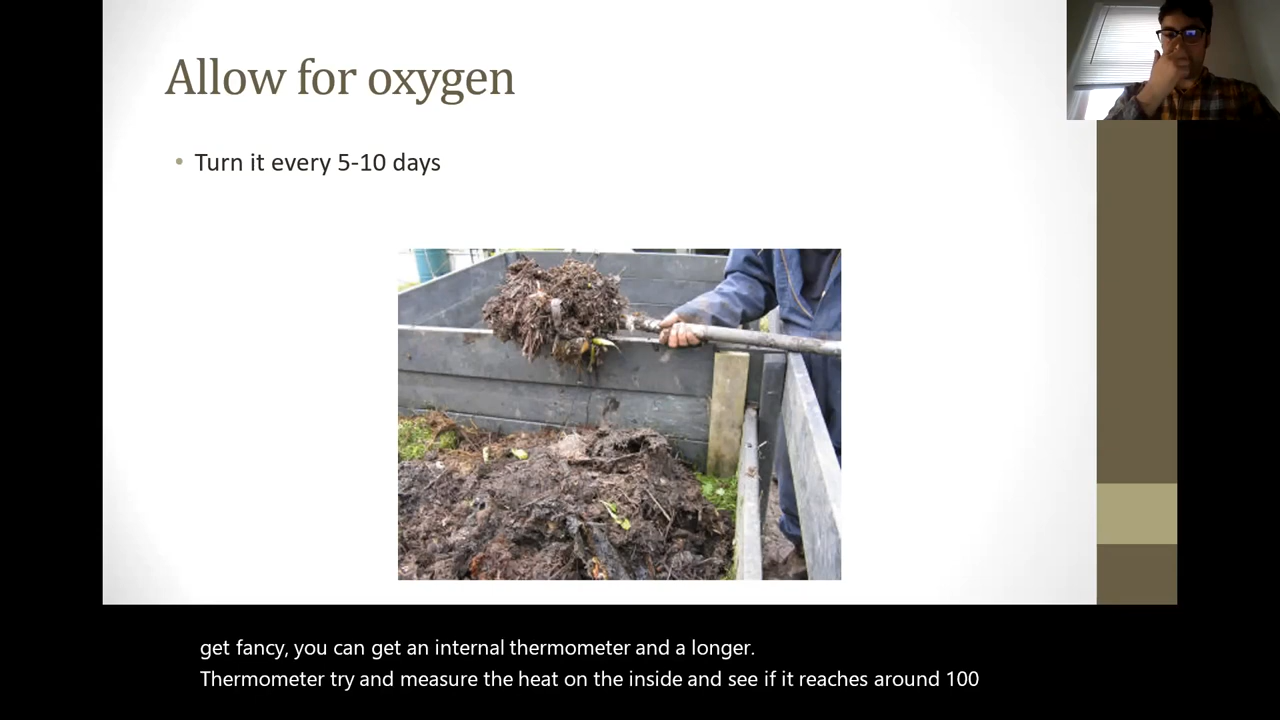 Allow for oxygen
• Turn it every 5-10 days
get fancy, you can get an internal thermometer and a longer.
Thermometer try and measure the heat on the inside and see if it reaches around 100